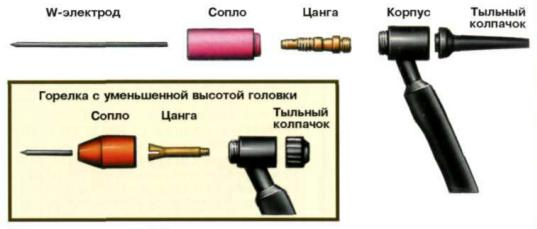 W-электрод Сопло Цанга Корпус Тыльный
колпачок
Горелка с уменьшенной высотой головки
Сопло Цанга Тыльный
колпачок